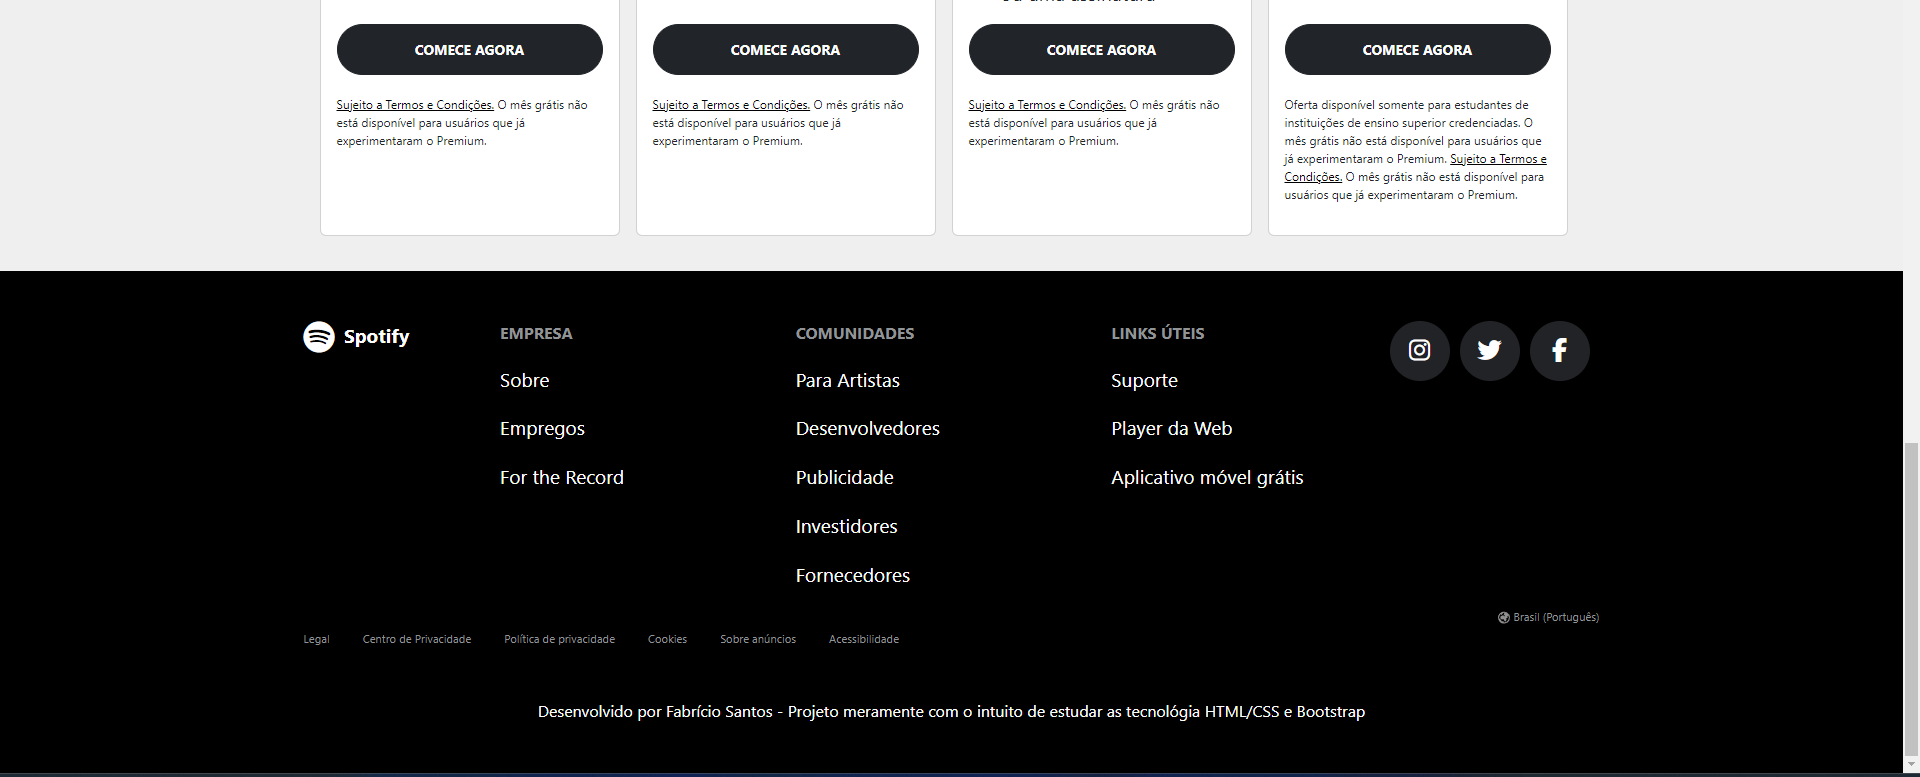 COMECE AGORA
Sujeito a Termos e Condições. O mês grátis não
está disponível para usuários que já
experimentaram o Premium.
COMECE AGORA
Sujeito a Termos e Condições. O mês grátis não
está disponível para usuários que já
experimentaram o Premium.
COMECE AGORA
Sujeito a Termos e Condições. O mês grátis não
está disponível para usuários que já
experimentaram o Premium.
COMECE AGORA
Oferta disponível somente para estudantes de
instituições de ensino superior credenciadas. O
mês grátis não está disponível para usuários que
já experimentaram o Premium. Sujeito a Termos e
Condições. O mês grátis não está disponível para
usuários que já experimentaram o Premium.
Spotify
EMPRESA
Sobre
Empregos
For the Record
COMUNIDADES
Para Artistas
Desenvolvedores
Publicidade
Investidores
Fornecedores
LINKS ÚTEIS
Suporte
Player da Web
Aplicativo móvel grátis
Brasil (Português)
Legal Centro de Privacidade Política de privacidade Cookies Sobre anúncios Acessibilidade
Desenvolvido por Fabrício Santos - Projeto meramente com o intuito de estudar as tecnológia HTML/CSS e Bootstrap